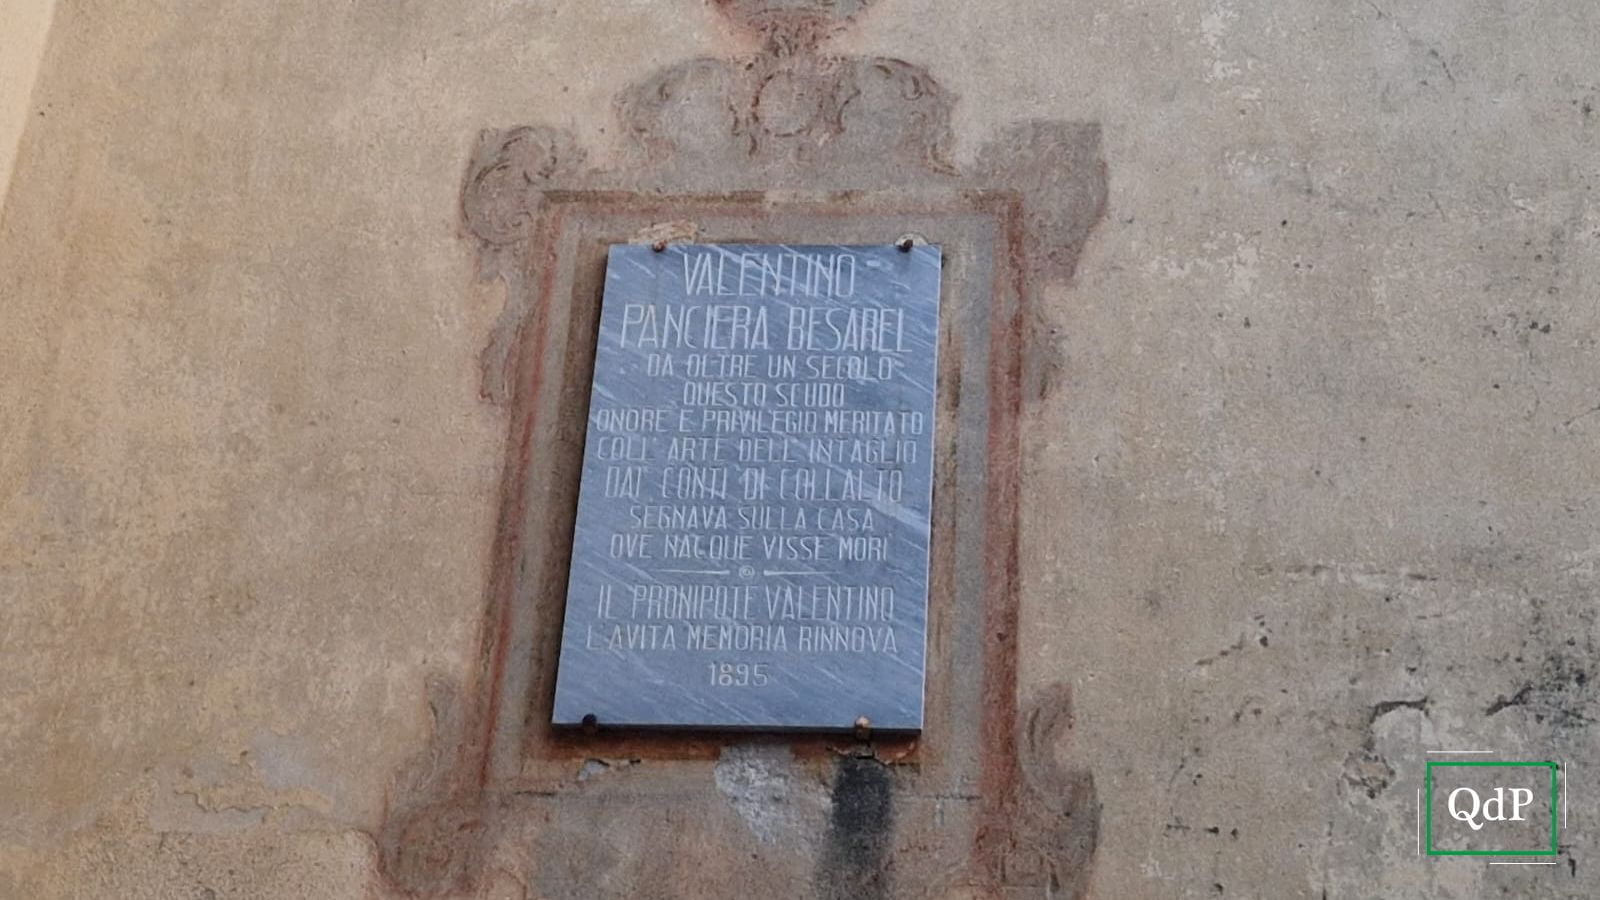 VALENTINO
PANCIERA BESAREL
DA OLTRE UN SECOLO
QUESTO SCUDO
ONORE E PRIVILEGIO MERITATO
COLL' ARTE DELL' INTAGLIO
DAI CONTI DI COLLALTO
SEGNAVA SULLA CASA
OVE NACQUE VISSE MORI
IL PRONIPOTE VALENTINO
L'AVITA MEMORIA RINNOVA
1895
QdP